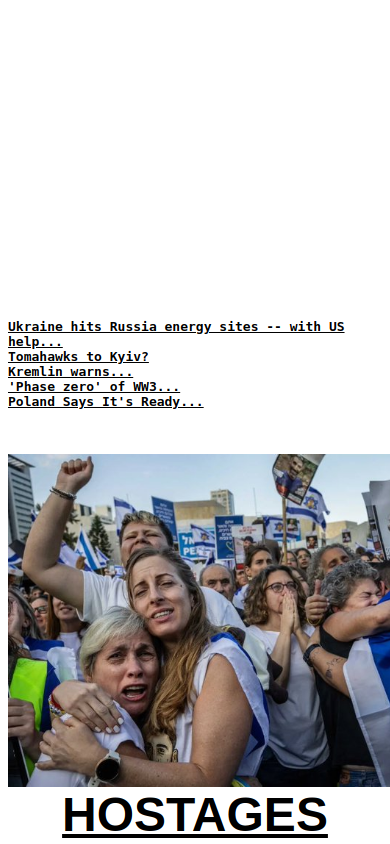 Ukraine hits Russia energy sites -- with US
help...
Tomahawks to Kyiv?
Kremlin warns...
'Phase zero' of WW3...
Poland Says It's Ready...
HOSTAGES